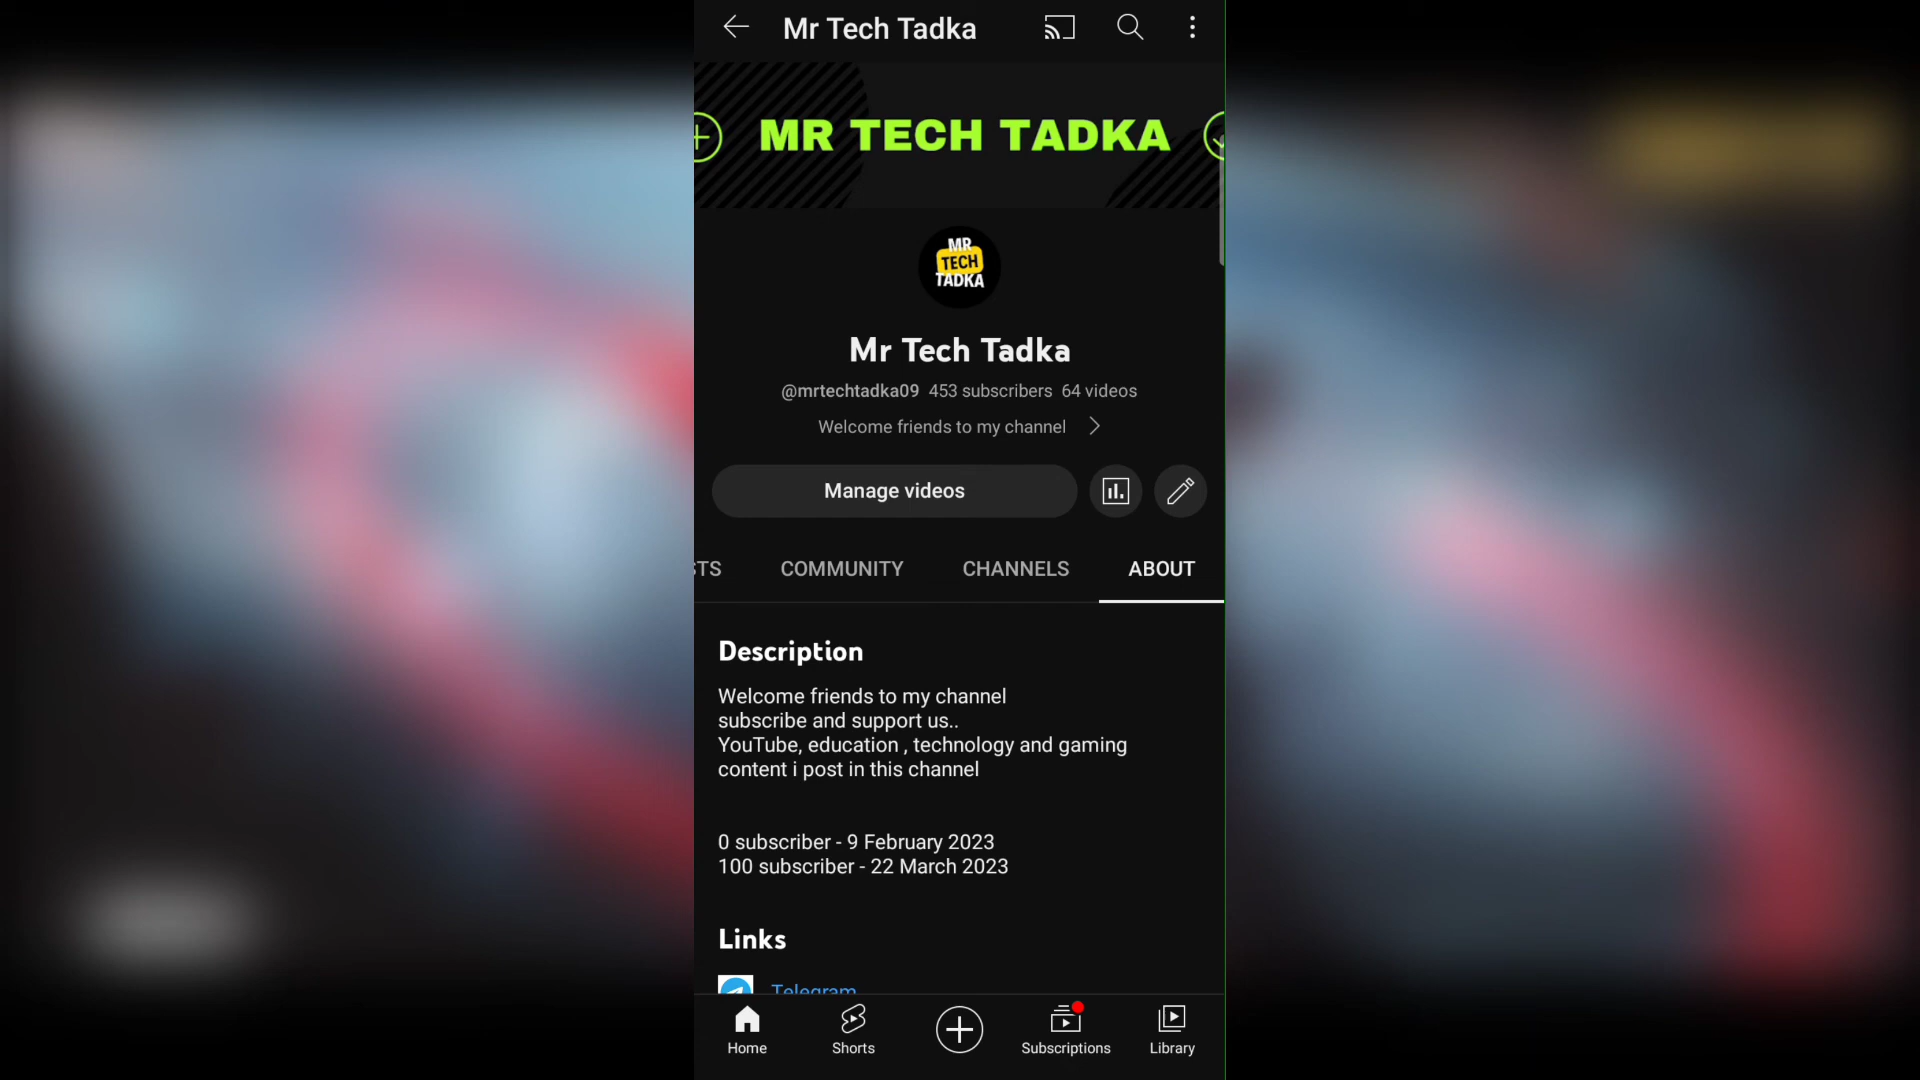 Mr Tech Tadka
MR TECH TADKA
MR
TECH
TADKA
Mr Tech Tadka
@mrtechtadka09 453 subscribers 64 videos
Welcome friends to my channel
Manage videos
STS COMMUNITY CHANNELS ABOUT
Description
Welcome friends to my channel
subscribe and support us..
YouTube, education , technology and gaming
content i post in this channel
0 subscriber - 9 February 2023
100 subscriber - 22 March 2023
Links
Telegram
Home Shorts Subscriptions Library